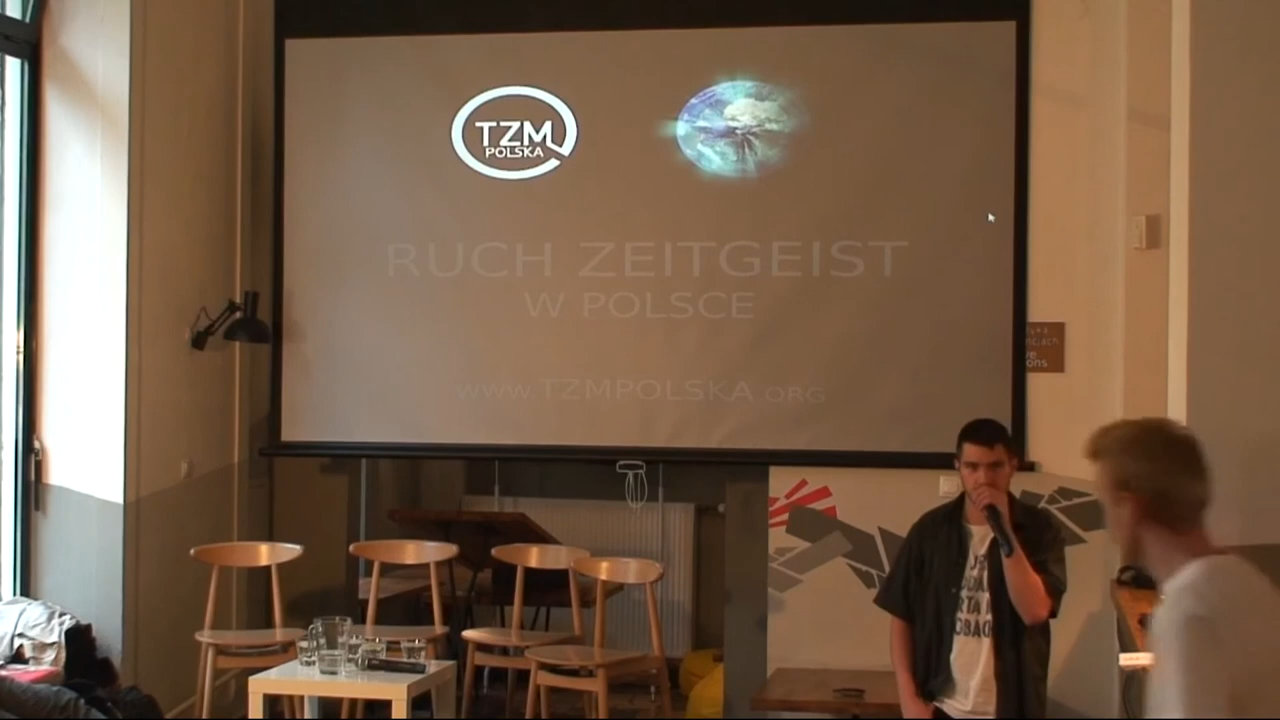 TZM
POLSKA
RUCH ZEITGEIST
W POLSCE
www.TZMPOLSKA.ORG